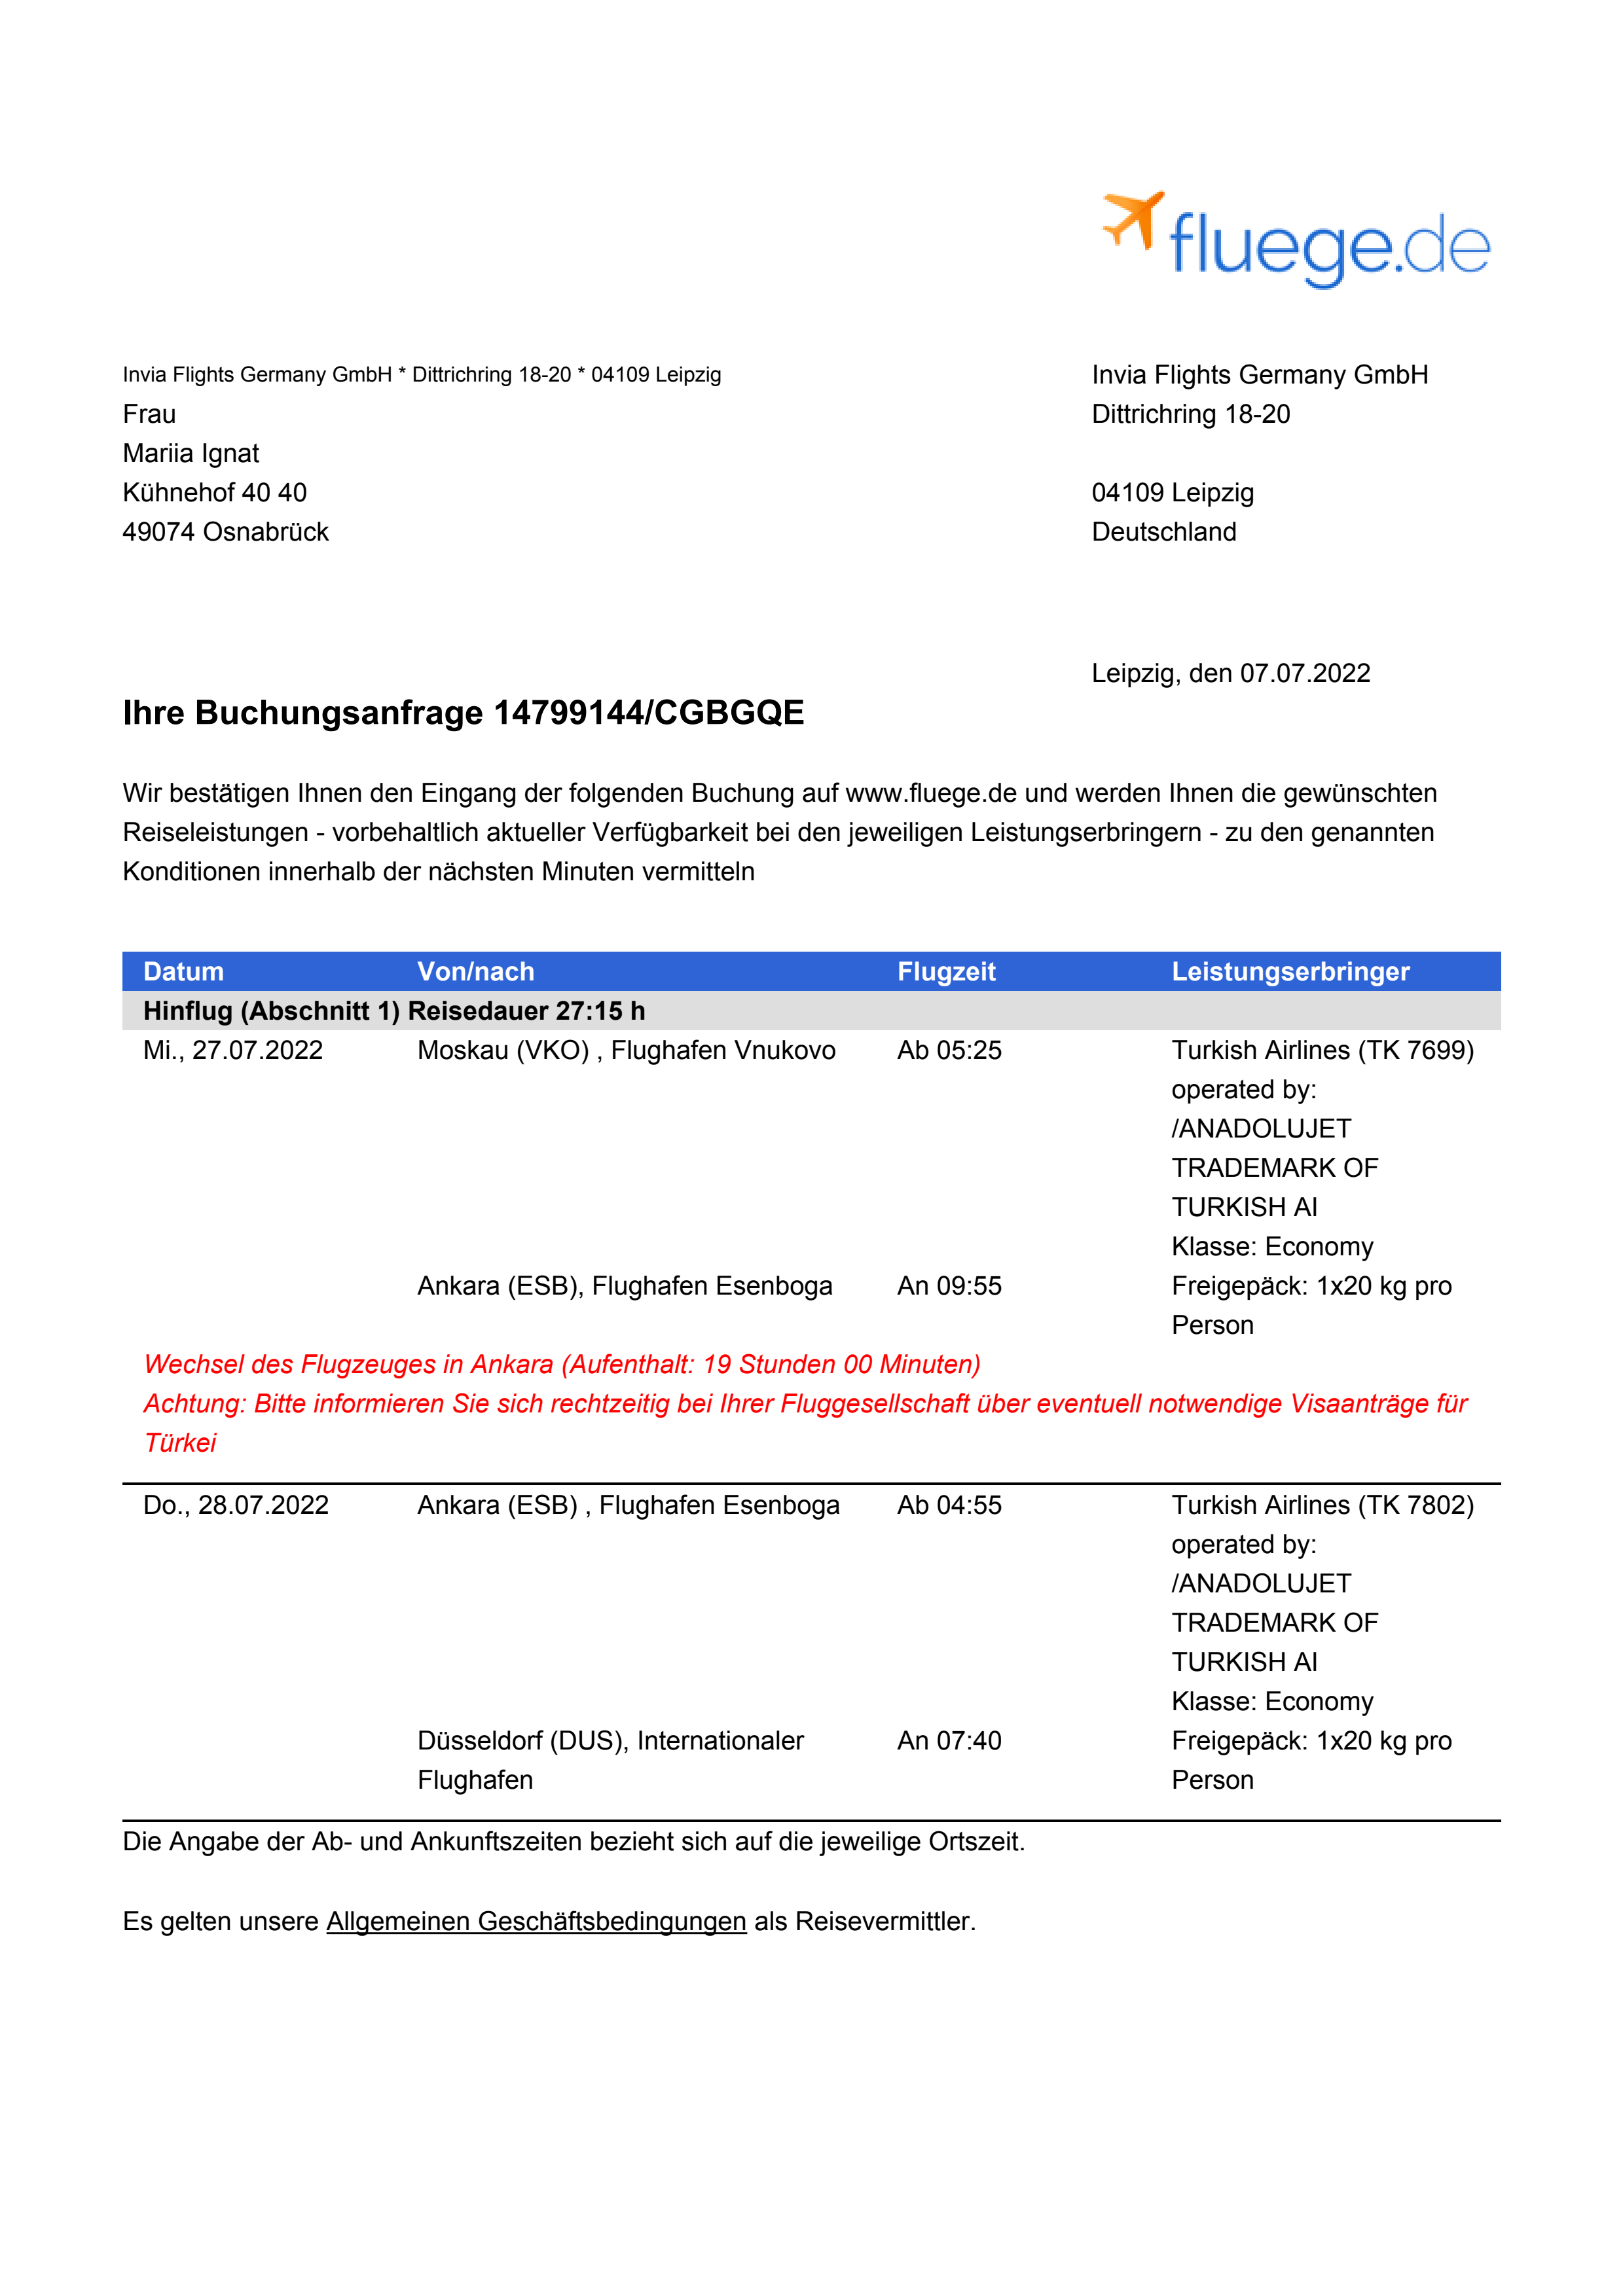 fluege.de
Invia Flights Germany GmbH * Dittrichring 18-20 * 04109 Leipzig
Frau
Mariia Ignat
Kühnehof 40 40
49074 Osnabrück
Invia Flights Germany GmbH
Dittrichring 18-20
04109 Leipzig
Deutschland
Leipzig, den 07.07.2022
Ihre Buchungsanfrage 14799144/CGBGQE
Wir bestätigen Ihnen den Eingang der folgenden Buchung auf www.fluege.de und werden Ihnen die gewünschten
Reiseleistungen - vorbehaltlich aktueller Verfügbarkeit bei den jeweiligen Leistungserbringern - zu den genannten
Konditionen innerhalb der nächsten Minuten vermitteln
Datum Von/nach Flugzeit Leistungserbringer
Hinflug (Abschnitt 1) Reisedauer 27:15 h
Mi., 27.07.2022 Moskau (VKO) , Flughafen Vnukovo Ab 05:25 Turkish Airlines (TK 7699)
operated by:
/ANADOLUJET
TRADEMARK OF
TURKISH AI
Klasse: Economy
Ankara (ESB), Flughafen Esenboga An 09:55 Freigepäck: 1x20 kg pro
Person
Wechsel des Flugzeuges in Ankara (Aufenthalt: 19 Stunden 00 Minuten)
Achtung: Bitte informieren Sie sich rechtzeitig bei Ihrer Fluggesellschaft über eventuell notwendige Visaanträge für
Türkei
Do., 28.07.2022 Ankara (ESB) , Flughafen Esenboga Ab 04:55 Turkish Airlines (TK 7802)
operated by:
/ANADOLUJET
TRADEMARK OF
TURKISH AI
Klasse: Economy
Düsseldorf (DUS), Internationaler An 07:40 Freigepäck: 1x20 kg pro
Flughafen Person
Die Angabe der Ab- und Ankunftszeiten bezieht sich auf die jeweilige Ortszeit.
Es gelten unsere Allgemeinen Geschäftsbedingungen als Reisevermittler.